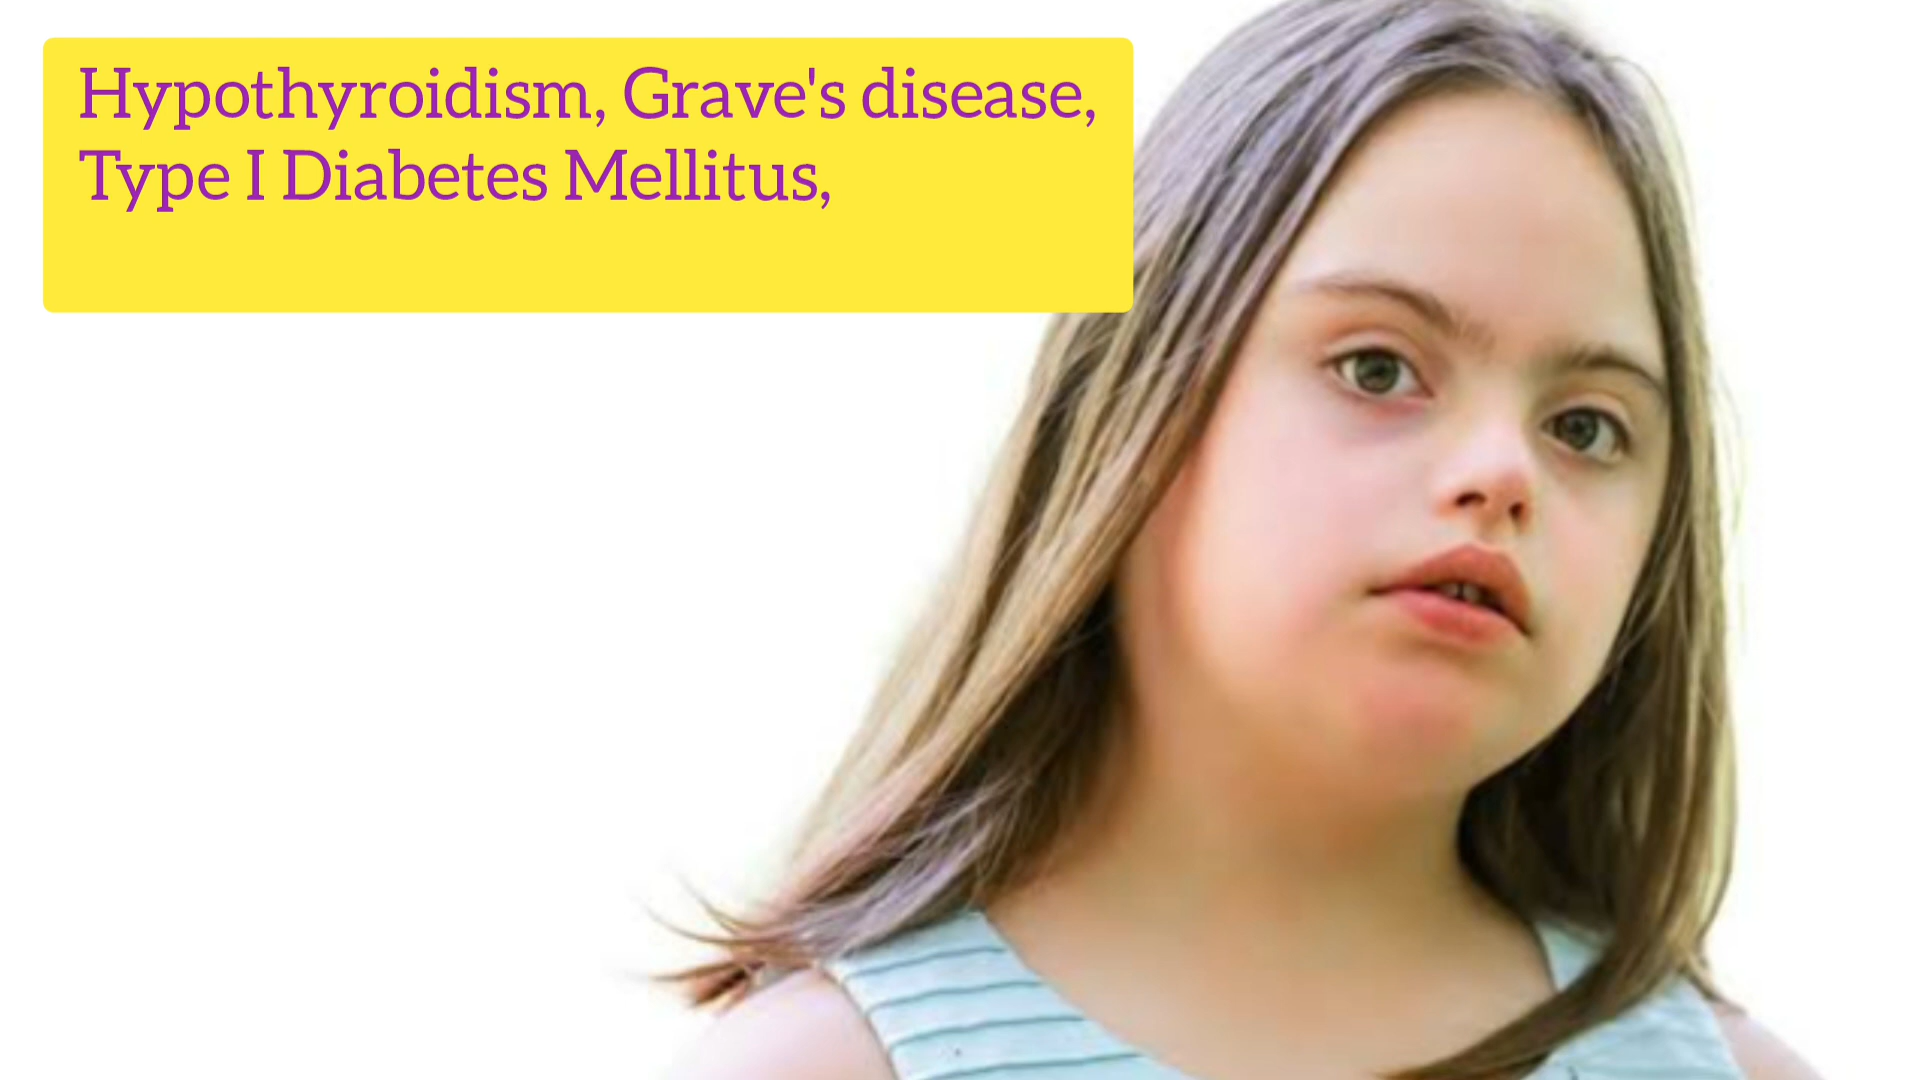 Hypothyroidism, Grave's disease,
Type I Diabetes Mellitus,